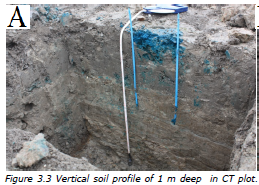 A
Figure 3.3 Vertical soil profile of 1 m deep in CT plot.